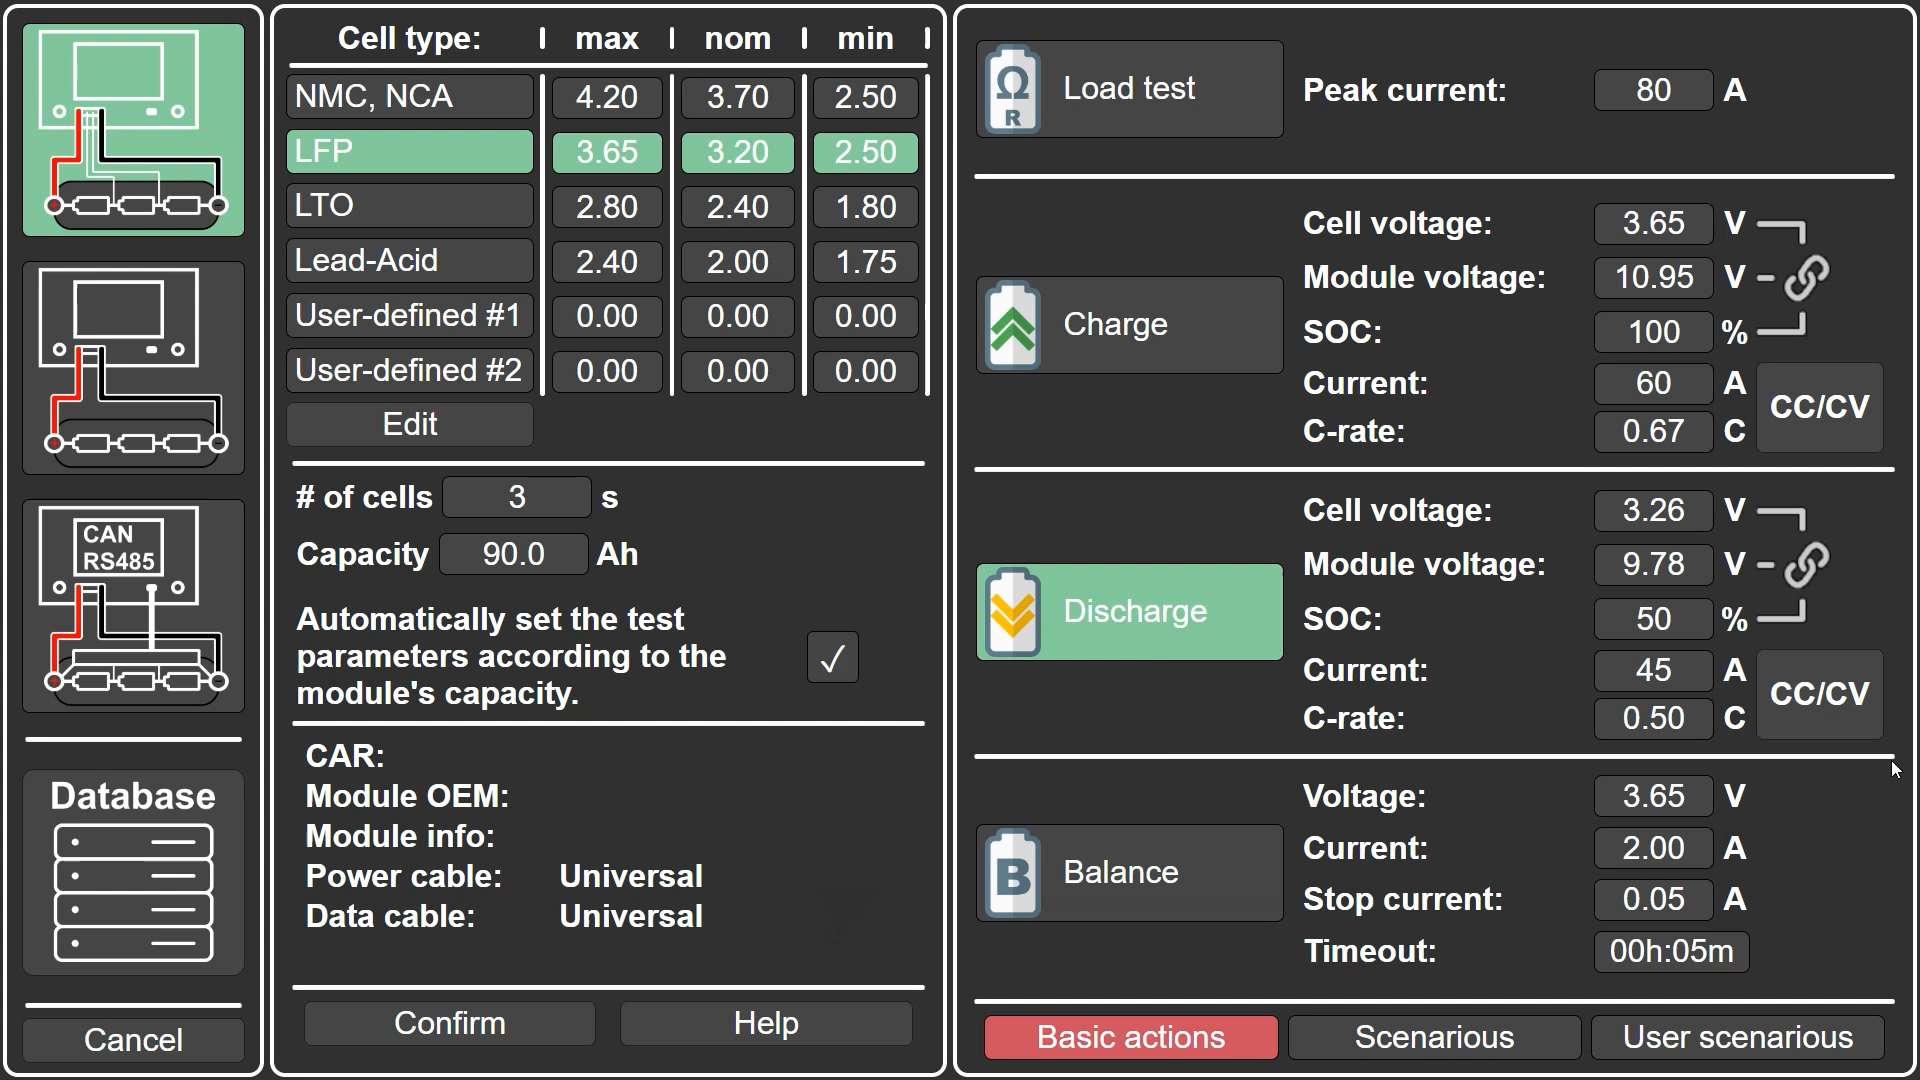 CAN
RS485
Database
Cancel
Cell type: max nom min
NMC, NCA 4.20 3.70 2.50
LFP 3.65 3.20 2.50
LTO 2.80 2.40 1.80
Lead-Acid 2.40 2.00 1.75
User-defined #1 0.00 0.00 0.00
User-defined #2 0.00 0.00 0.00
Edit
# of cells 3 s
Capacity 90.0 Ah
Automatically set the test
parameters according to the
module's capacity. ✓
CAR:
Module OEM:
Module info:
Power cable: Universal
Data cable: Universal
Confirm Help
Ω
R
Load test Peak current: 80 A
Charge
Cell voltage: 3.65 V
Module voltage: 10.95 V
SOC: 100 %
Current: 60 A
C-rate: 0.67 C
CC/CV
Discharge
Cell voltage: 3.26 V
Module voltage: 9.78 V
SOC: 50 %
Current: 45 A
C-rate: 0.50 C
CC/CV
B
Balance
Voltage: 3.65 V
Current: 2.00 A
Stop current: 0.05 A
Timeout: 00h:05m
Basic actions Scenarious User scenarious